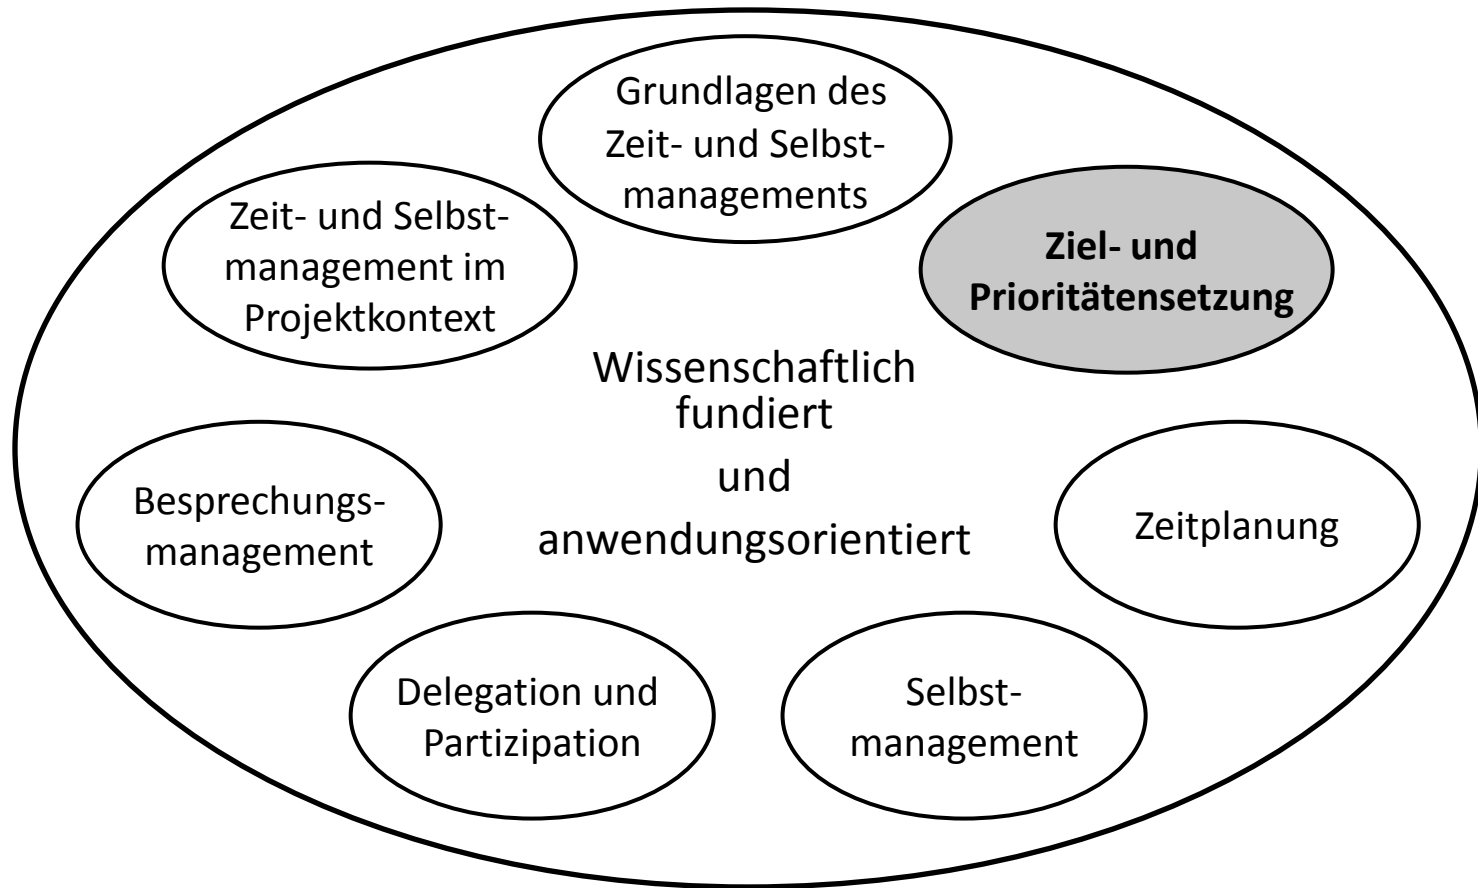 Grundlagen des
Zeit- und Selbst-
managements
Ziel- und
Prioritätensetzung
Zeitplanung
Selbst-
management
Delegation und
Partizipation
Besprechungs-
management
Zeit- und Selbst-
management im
Projektkontext
Wissenschaftlich
fundiert
und
anwendungsorientiert